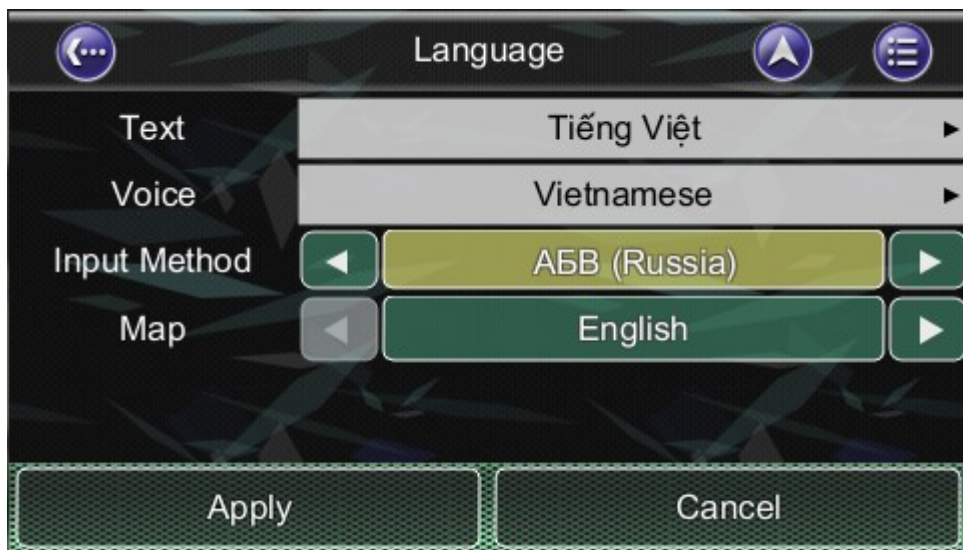 Language
Text
Tiếng Việt
Voice
Vietnamese
Input Method
АБВ (Russia)
Map
English
Apply
Cancel